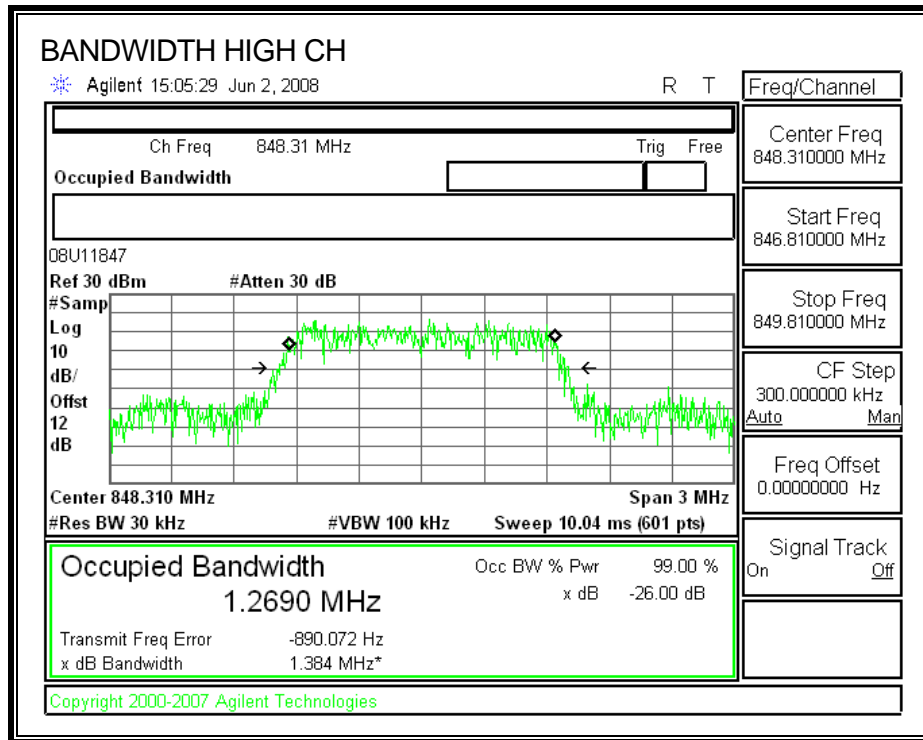 BANDWIDTH HIGH CH
Agilent 15:05:29 Jun 2, 2008 R T
Ch Freq 848.31 MHz Trig Free
Occupied Bandwidth
08U11847
Ref 30 dBm #Atten 30 dB
#Samp
Log
10
dB/
Offst
12
dB
Center 848.310 MHz Span 3 MHz
#Res BW 30 kHz #VBW 100 kHz Sweep 10.04 ms (601 pts)
Occupied Bandwidth Occ BW % Pwr 99.00 %
1.2690 MHz x dB -26.00 dB
Transmit Freq Error -890.072 Hz
x dB Bandwidth 1.384 MHz*
Copyright 2000-2007 Agilent Technologies
Freq/Channel
Center Freq
848.310000 MHz
Start Freq
846.810000 MHz
Stop Freq
849.810000 MHz
CF Step
300.000000 kHz
Auto Man
Freq Offset
0.00000000 Hz
Signal Track
On Off